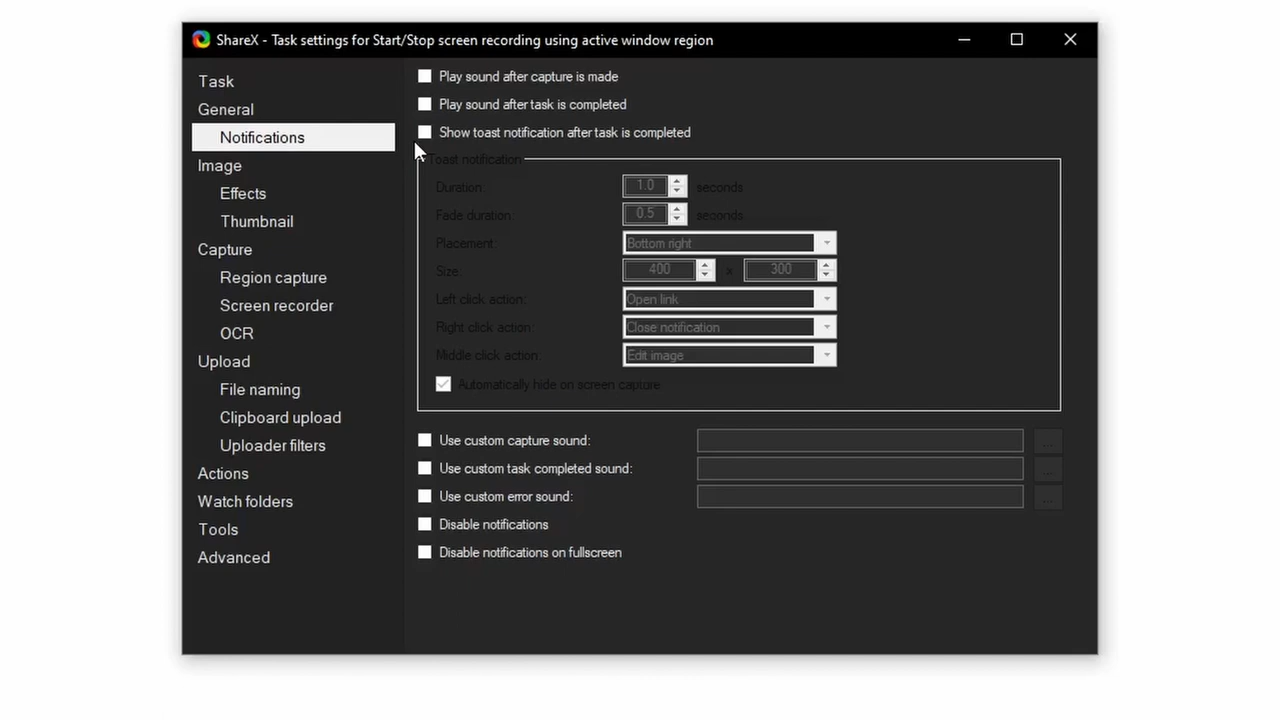 ShareX - Task settings for Start/Stop screen recording using active window region
Task
General
Notifications
Image
Effects
Thumbnail
Capture
Region capture
Screen recorder
OCR
Upload
File naming
Clipboard upload
Uploader filters
Actions
Watch folders
Tools
Advanced
Play sound after capture is made
Play sound after task is completed
Show toast notification after task is completed
Toast notification
Duration: 1.0 seconds
Fade duration: 0.5 seconds
Placement: Bottom right
Size: 400 x 300
Left click action: Open link
Right click action: Close notification
Middle click action: Edit image
Automatically hide on screen capture
Use custom capture sound: ...
Use custom task completed sound: ...
Use custom error sound: ...
Disable notifications
Disable notifications on fullscreen